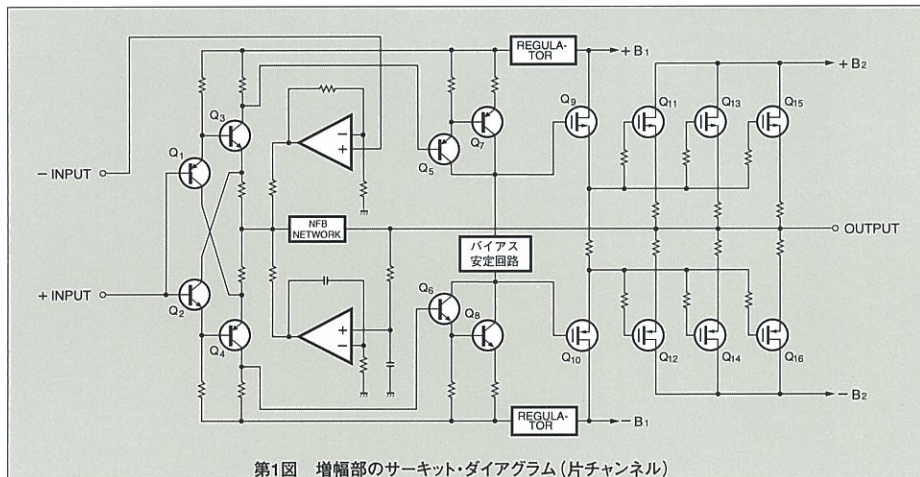 REGULA-
TOR
+B₁
+B₂
Q₃
Q₉
Q₁₁
Q₁₃
Q₁₅
−INPUT
Q₁
−
+
Q₅
Q₇
NFB
NETWORK
OUTPUT
バイアス
安定回路
+INPUT
Q₂
Q₄
+
−
Q₆
Q₈
Q₁₀
Q₁₂
Q₁₄
Q₁₆
−B₂
REGULA-
TOR
−B₁
第1図 増幅部のサーキット・ダイアグラム(片チャンネル)